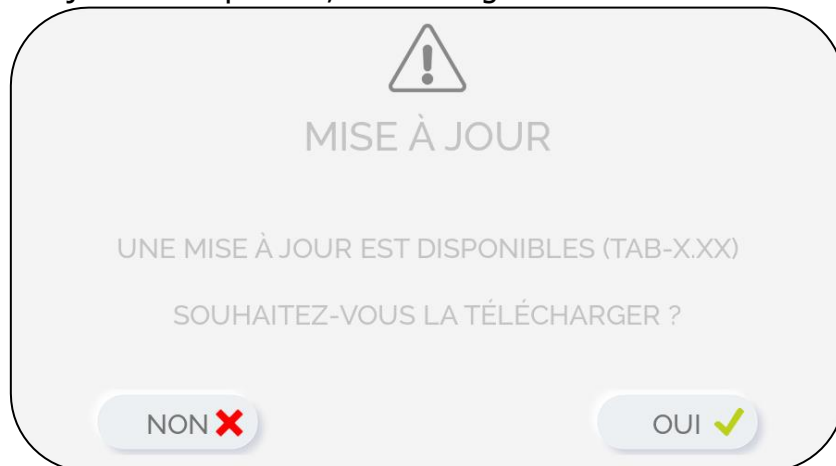 MISE À JOUR
UNE MISE À JOUR EST DISPONIBLES (TAB-X.XX)
SOUHAITEZ-VOUS LA TÉLÉCHARGER ?
NON
OUI